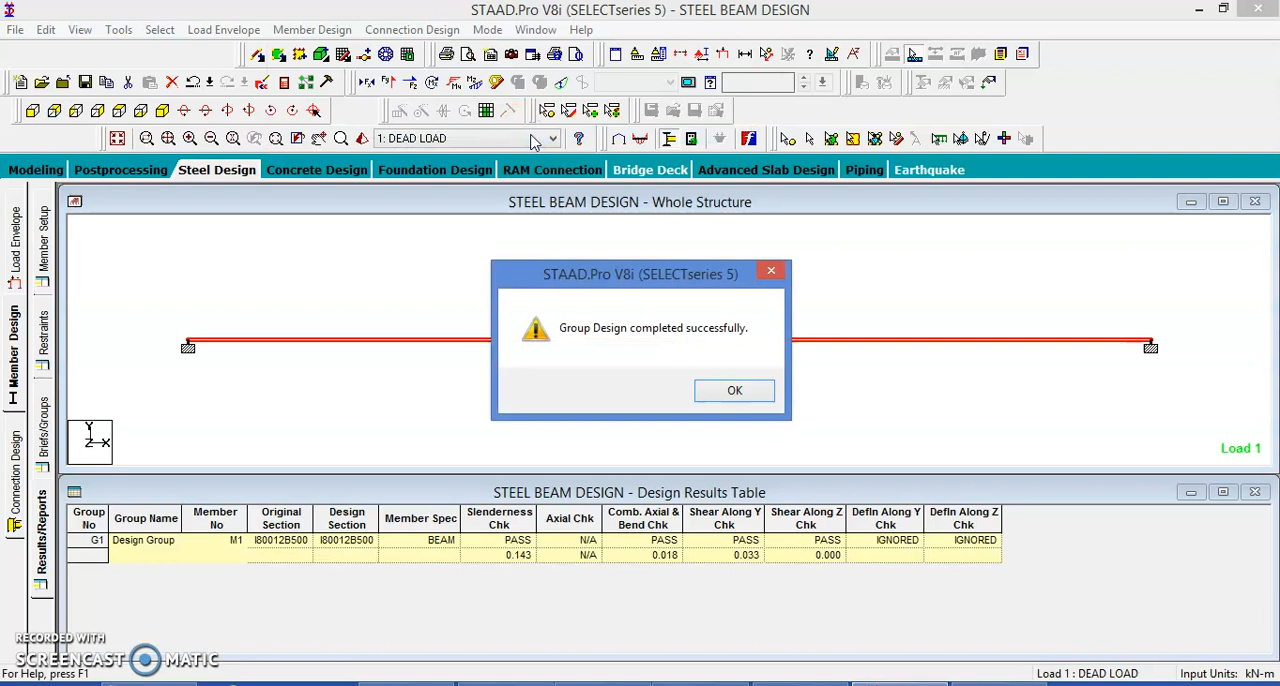 STAAD.Pro V8i (SELECTseries 5) - STEEL BEAM DESIGN
File Edit View Tools Select Load Envelope Member Design Connection Design Mode Window Help
1: DEAD LOAD
Modeling Postprocessing Steel Design Concrete Design Foundation Design RAM Connection Bridge Deck Advanced Slab Design Piping Earthquake
STEEL BEAM DESIGN - Whole Structure
Load Envelope
Member Design
Connection Design
Member Setup
Restraints
Briefs/Groups
Results/Reports
STAAD.Pro V8i (SELECTseries 5)
Group Design completed successfully.
OK
Y
Z X
Load 1
STEEL BEAM DESIGN - Design Results Table
Group No Group Name Member No Original Section Design Section Member Spec Slenderness Chk Axial Chk Comb. Axial & Bend Chk Shear Along Y Chk Shear Along Z Chk Defln Along Y Chk Defln Along Z Chk
G1 Design Group M1 I80012B500 I80012B500 BEAM PASS N/A PASS PASS PASS IGNORED IGNORED
0.143 N/A 0.018 0.033 0.000
RECORDED WITH
SCREENCAST MATIC
For Help, press F1
Load 1 : DEAD LOAD
Input Units: kN-m